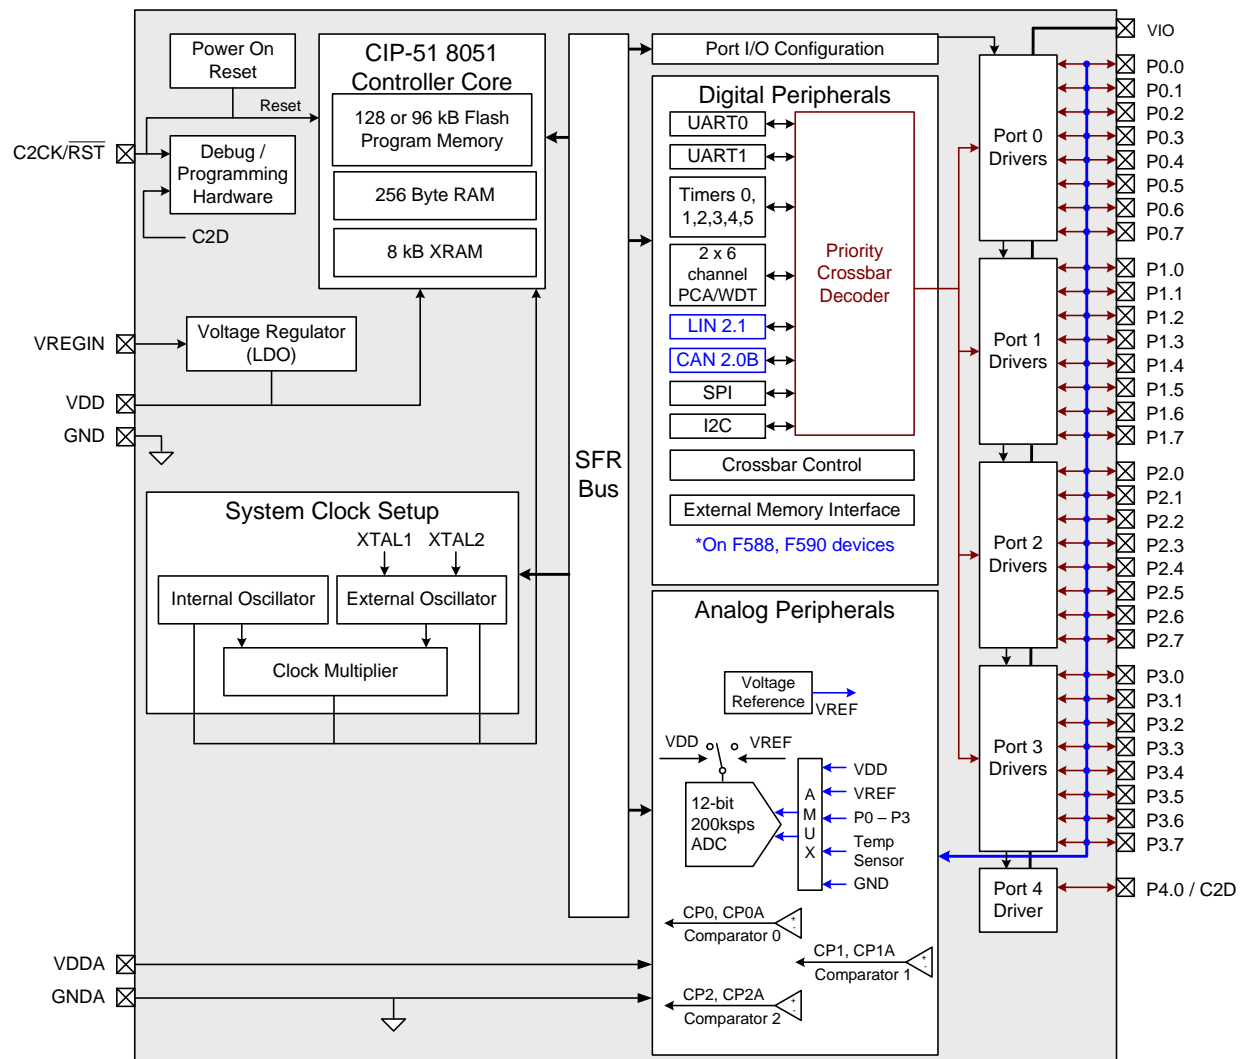 Power On
Reset
Reset
C2CK/RST
Debug /
Programming
Hardware
C2D
CIP-51 8051
Controller Core
128 or 96 kB Flash
Program Memory
256 Byte RAM
8 kB XRAM
VREGIN
Voltage Regulator
(LDO)
VDD
GND
System Clock Setup
XTAL1
XTAL2
Internal Oscillator
External Oscillator
Clock Multiplier
SFR
Bus
Port I/O Configuration
Digital Peripherals
UART0
UART1
Timers 0,
1,2,3,4,5
2 x 6
channel
PCA/WDT
LIN 2.1
CAN 2.0B
SPI
I2C
Priority
Crossbar
Decoder
Crossbar Control
External Memory Interface
*On F588, F590 devices
Analog Peripherals
Voltage
Reference
VREF
VDD
VREF
12-bit
200ksps
ADC
A
M
U
X
VDD
VREF
P0 – P3
Temp
Sensor
GND
CP0, CP0A
Comparator 0
+
-
CP1, CP1A
Comparator 1
+
-
CP2, CP2A
Comparator 2
+
-
VDDA
GNDA
Port 0
Drivers
Port 1
Drivers
Port 2
Drivers
Port 3
Drivers
Port 4
Driver
VIO
P0.0
P0.1
P0.2
P0.3
P0.4
P0.5
P0.6
P0.7
P1.0
P1.1
P1.2
P1.3
P1.4
P1.5
P1.6
P1.7
P2.0
P2.1
P2.2
P2.3
P2.4
P2.5
P2.6
P2.7
P3.0
P3.1
P3.2
P3.3
P3.4
P3.5
P3.6
P3.7
P4.0 / C2D